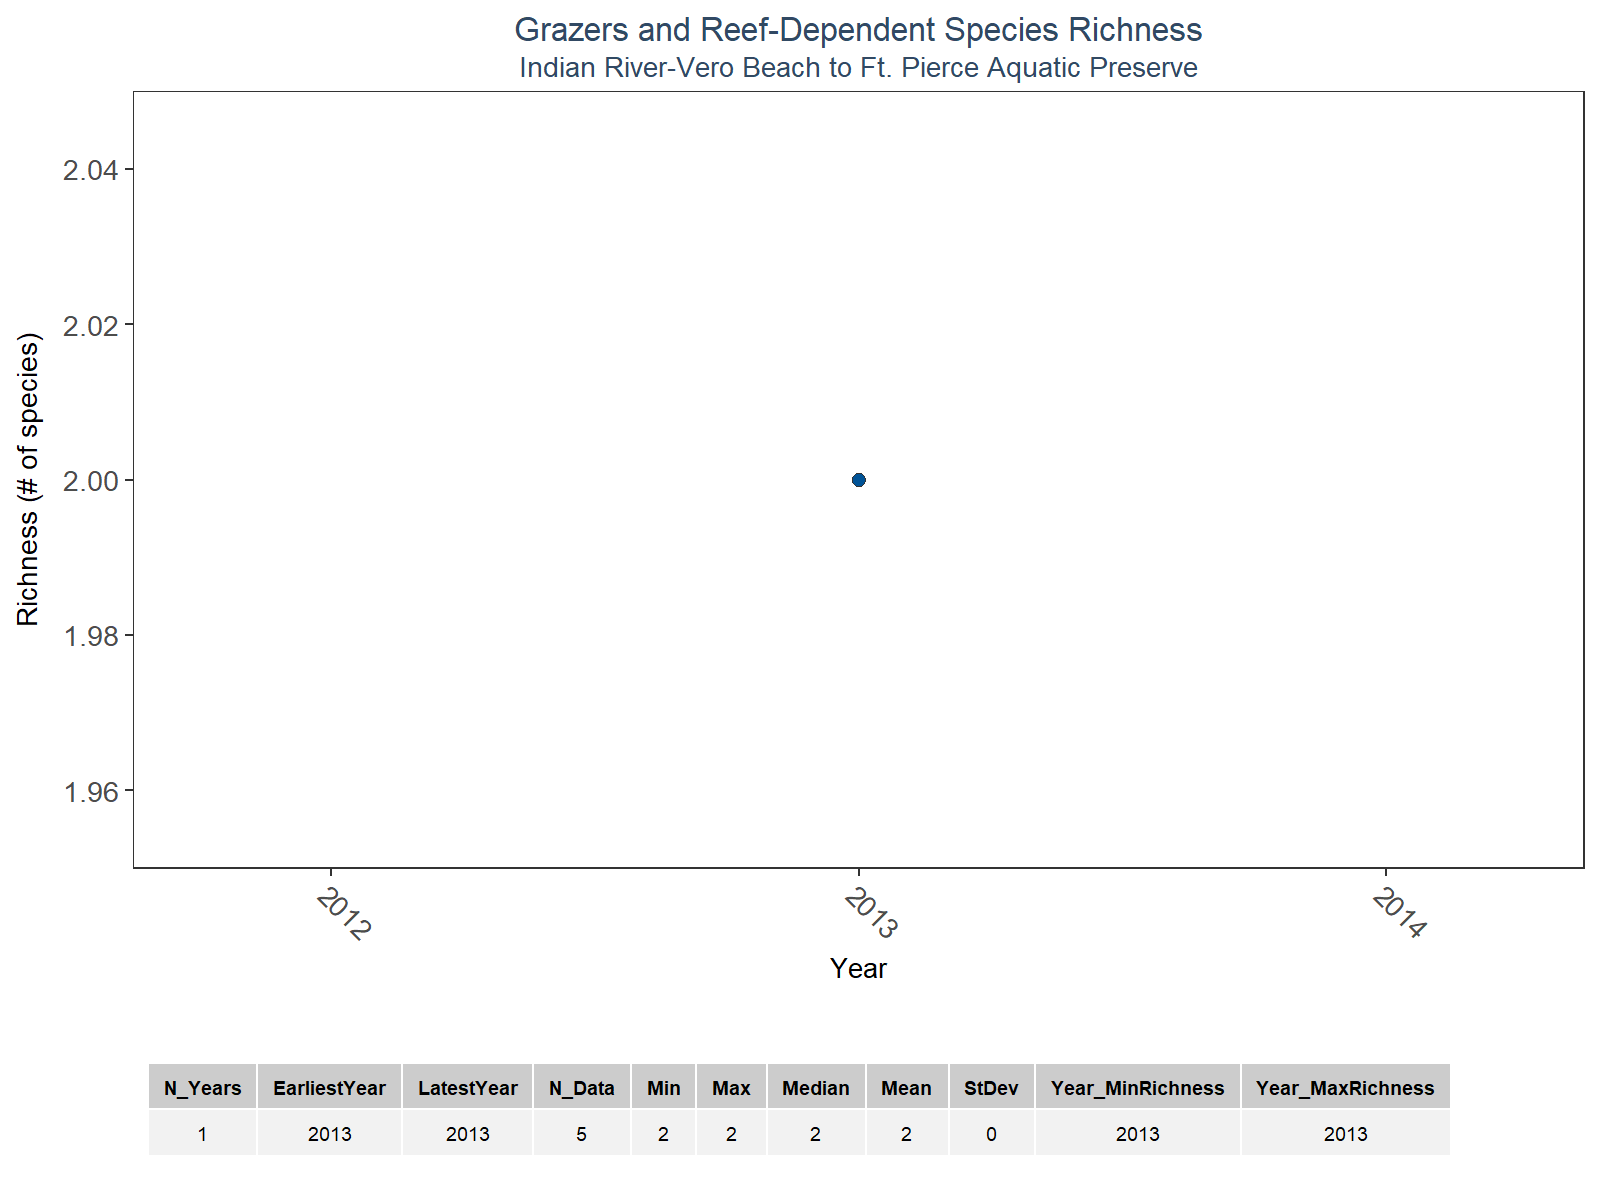 Grazers and Reef-Dependent Species Richness
Indian River-Vero Beach to Ft. Pierce Aquatic Preserve
Richness (# of species)
2.04
2.02
2.00
1.98
1.96
2012 2013 2014
Year
N_Years EarliestYear LatestYear N_Data Min Max Median Mean StDev Year_MinRichness Year_MaxRichness
1 2013 2013 5 2 2 2 2 0 2013 2013